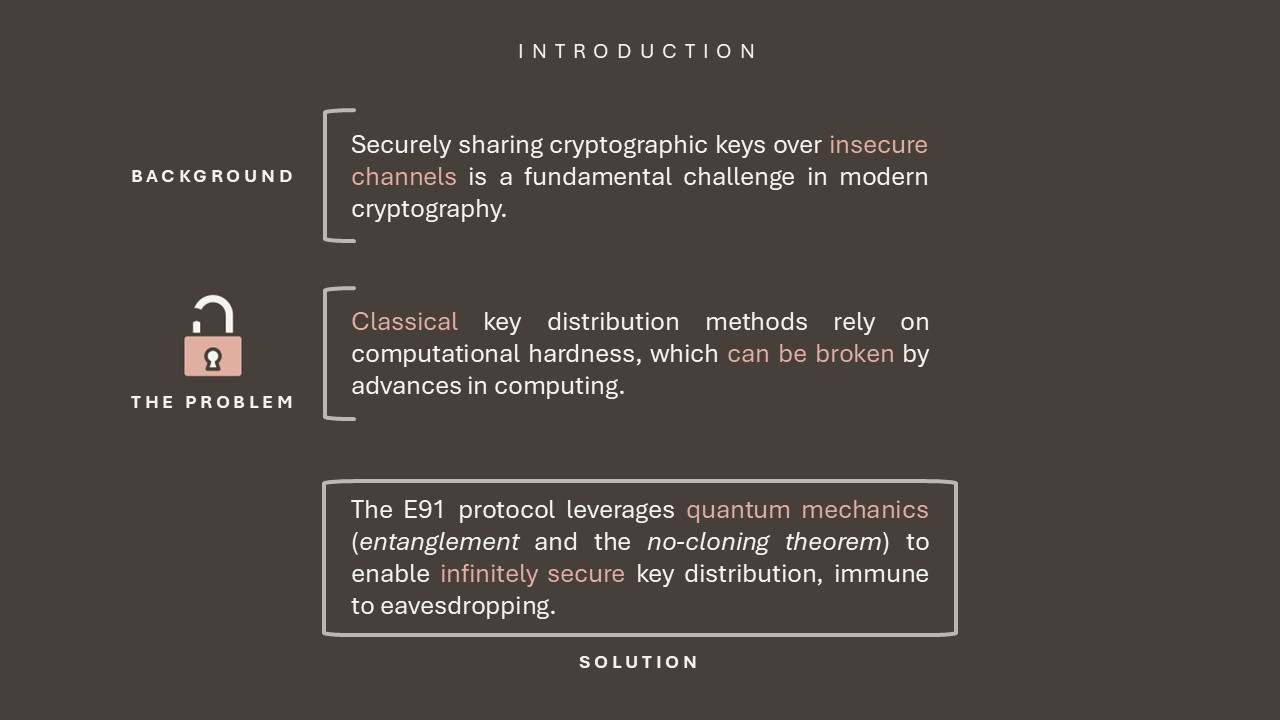 INTRODUCTION
BACKGROUND
Securely sharing cryptographic keys over insecure
channels is a fundamental challenge in modern
cryptography.
THE PROBLEM
Classical key distribution methods rely on
computational hardness, which can be broken by
advances in computing.
The E91 protocol leverages quantum mechanics
(entanglement and the no-cloning theorem) to
enable infinitely secure key distribution, immune
to eavesdropping.
SOLUTION